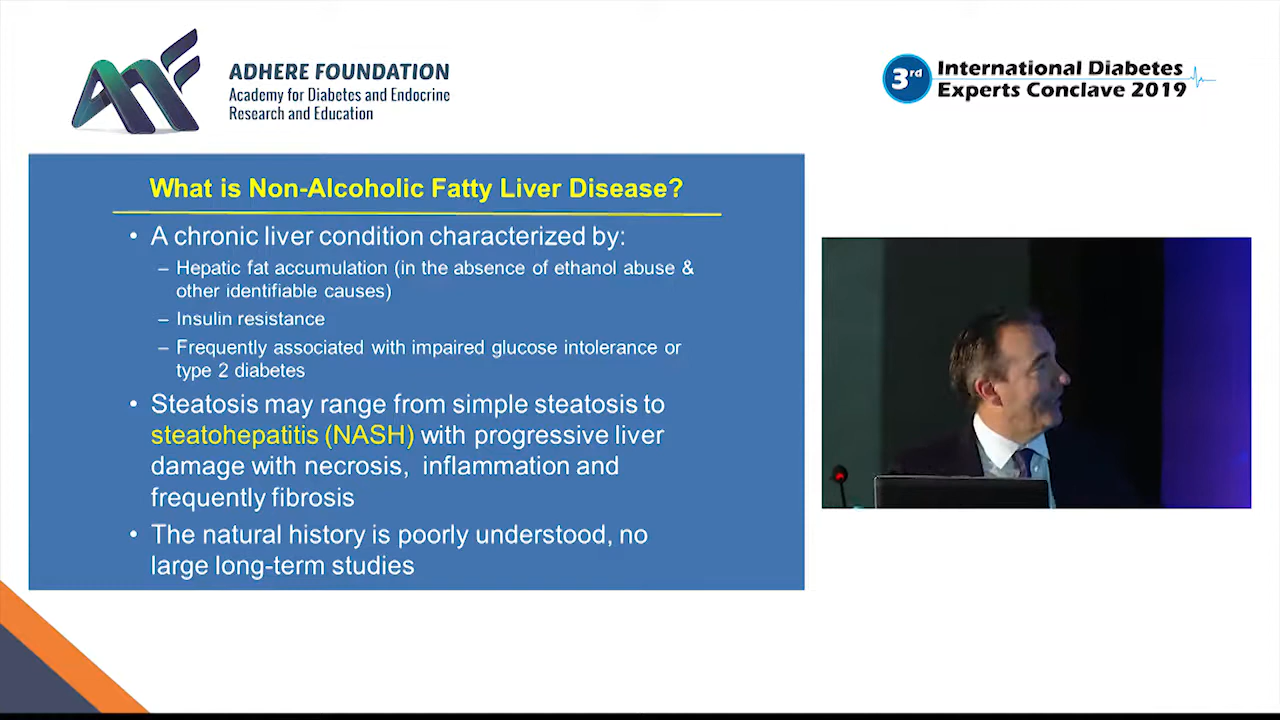 ADHERE FOUNDATION
Academy for Diabetes and Endocrine
Research and Education
3rd
International Diabetes
Experts Conclave 2019
What is Non-Alcoholic Fatty Liver Disease?
• A chronic liver condition characterized by:
– Hepatic fat accumulation (in the absence of ethanol abuse &
other identifiable causes)
– Insulin resistance
– Frequently associated with impaired glucose intolerance or
type 2 diabetes
• Steatosis may range from simple steatosis to
steatohepatitis (NASH) with progressive liver
damage with necrosis, inflammation and
frequently fibrosis
• The natural history is poorly understood, no
large long-term studies